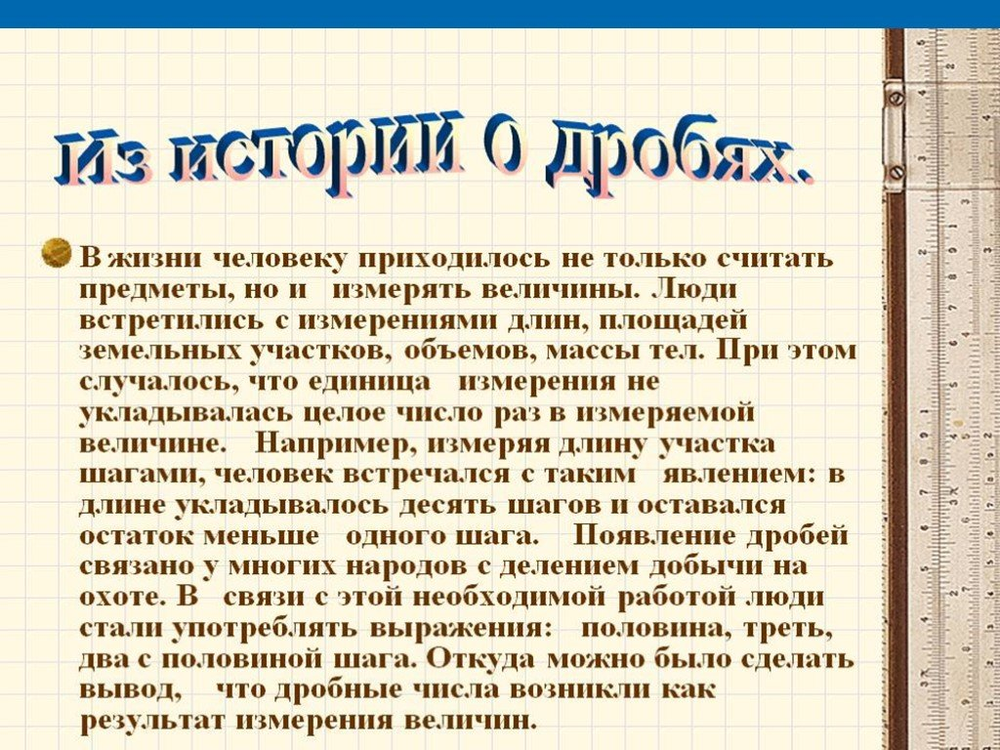 Из истории о дробях.
В жизни человеку приходилось не только считать
предметы, но и измерять величины. Люди
встретились с измерениями длин, площадей
земельных участков, объемов, массы тел. При этом
случалось, что единица измерения не
укладывалась целое число раз в измеряемой
величине. Например, измеряя длину участка
шагами, человек встречался с таким явлением: в
длине укладывалось десять шагов и оставался
остаток меньше одного шага. Появление дробей
связано у многих народов с делением добычи на
охоте. В связи с этой необходимой работой люди
стали употреблять выражения: половина, треть,
два с половиной шага. Откуда можно было сделать
вывод, что дробные числа возникли как
результат измерения величин.